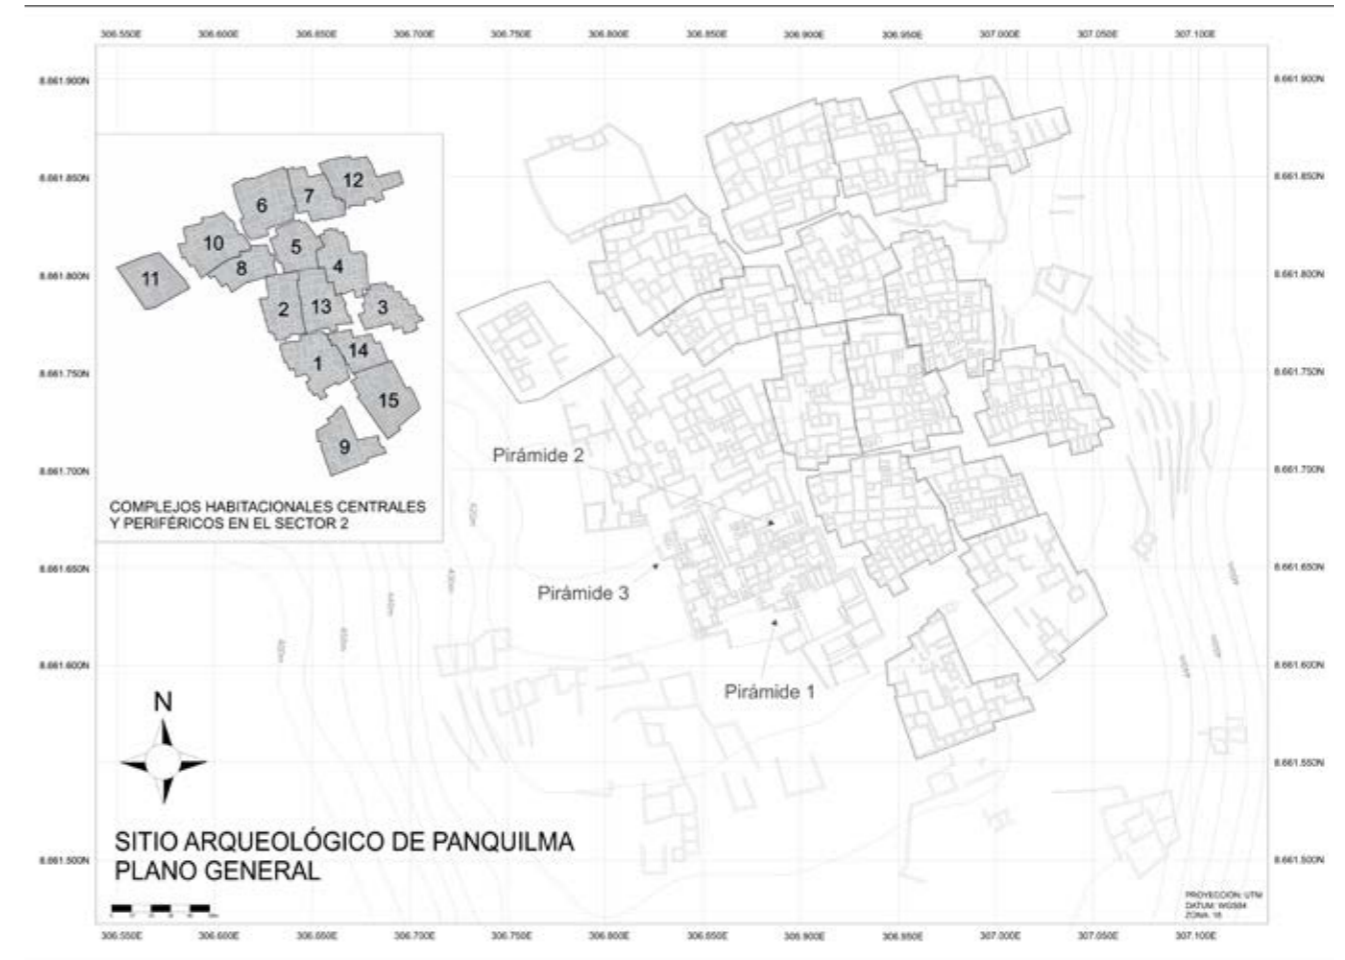 306.550E 306.600E 306.650E 306.700E 306.750E 306.800E 306.850E 306.900E 306.950E 307.000E 307.050E 307.100E
8.661.900N 8.661.900N
8.661.850N 8.661.850N
8.661.800N 8.661.800N
8.661.750N 8.661.750N
8.661.700N 8.661.700N
8.661.650N 8.661.650N
8.661.600N 8.661.600N
8.661.550N
8.661.500N 8.661.500N
12
7
6
10
5
8
4
11
2
13
3
14
1
15
9
COMPLEJOS HABITACIONALES CENTRALES
Y PERIFÉRICOS EN EL SECTOR 2
Pirámide 2
Pirámide 3
Pirámide 1
N
SITIO ARQUEOLÓGICO DE PANQUILMA
PLANO GENERAL
PROYECCIÓN: UTM
DATUM: WGS84
ZONA: 18
306.550E 306.600E 306.650E 306.700E 306.750E 306.800E 306.850E 306.900E 306.950E 307.000E 307.050E 307.100E